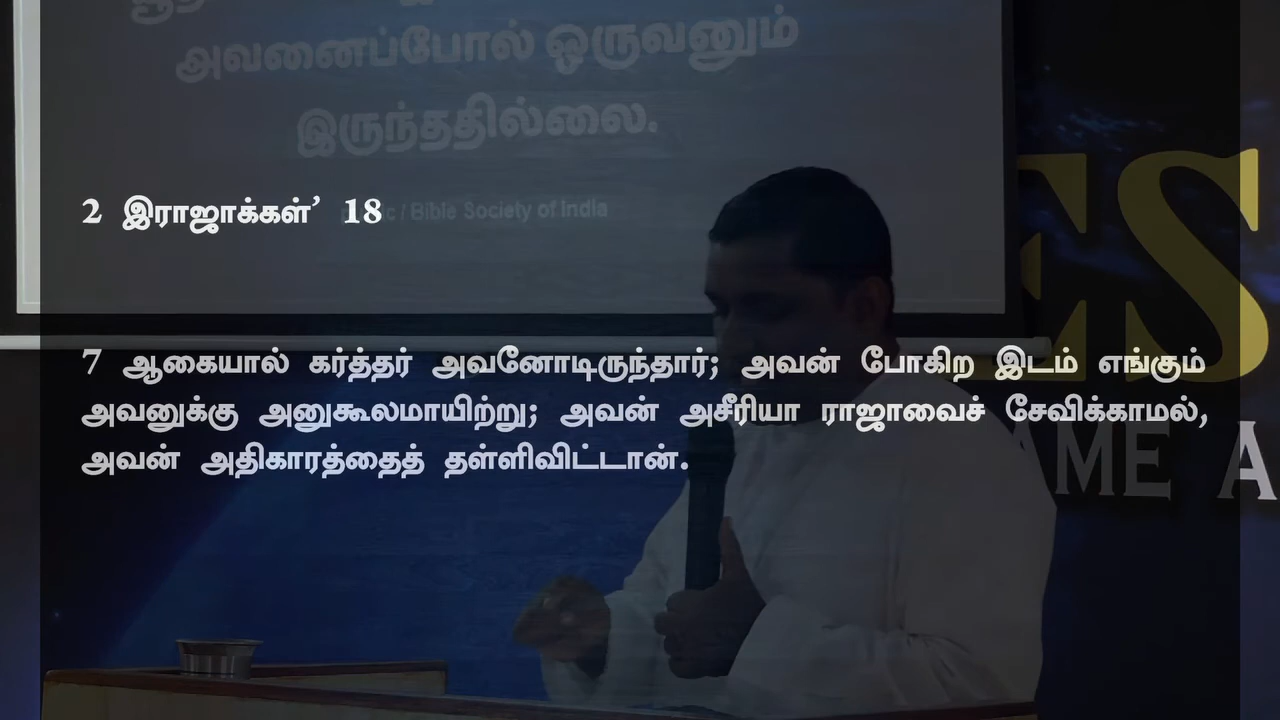 அவனைப்போல் ஒருவனும்
இருந்ததில்லை.
/ Bible Society of India
2 இராஜாக்கள்’ 18
7 ஆகையால் கர்த்தர் அவனோடிருந்தார்; அவன் போகிற இடம் எங்கும்
அவனுக்கு அனுகூலமாயிற்று; அவன் அசீரியா ராஜாவைச் சேவிக்காமல்,
அவன் அதிகாரத்தைத் தள்ளிவிட்டான்.
ES
AME A